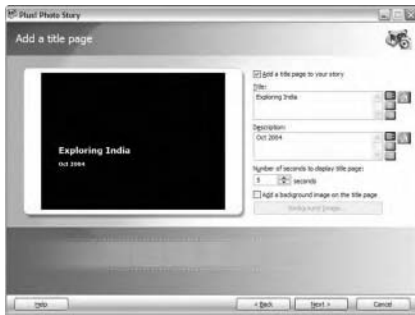 Plus! Photo Story
Add a title page
Add a title page to your story
Title:
Exploring India
Description:
Oct 2004
Exploring India
Oct 2004
Number of seconds to display title page:
5 seconds
Add a background image on the title page
Background Image...
Help
< Back
Next >
Cancel